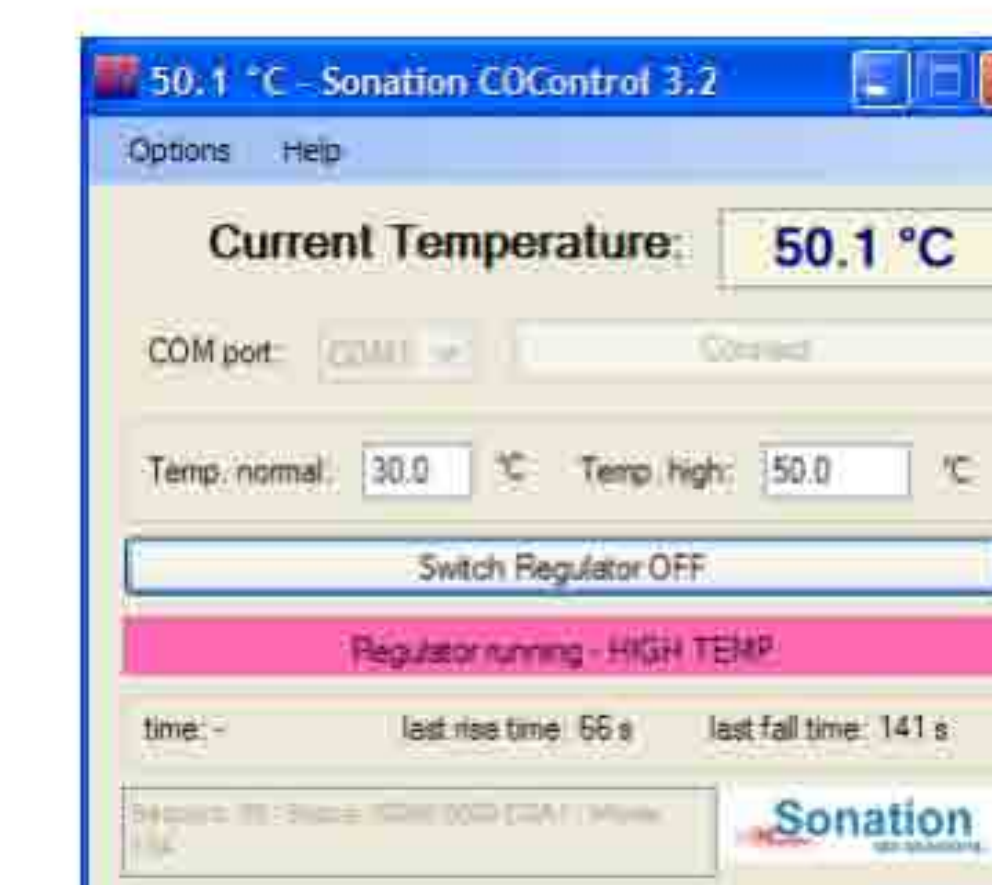 50.1 °C - Sonation COControl 3.2
Options Help
Current Temperature: 50.1 °C
COM port: Connect
Temp. normal: 30.0 °C Temp. high: 50.0 °C
Switch Regulator OFF
Regulator running - HIGH TEMP
time: - last rise time: 66 s last fall time: 141 s
Sonation